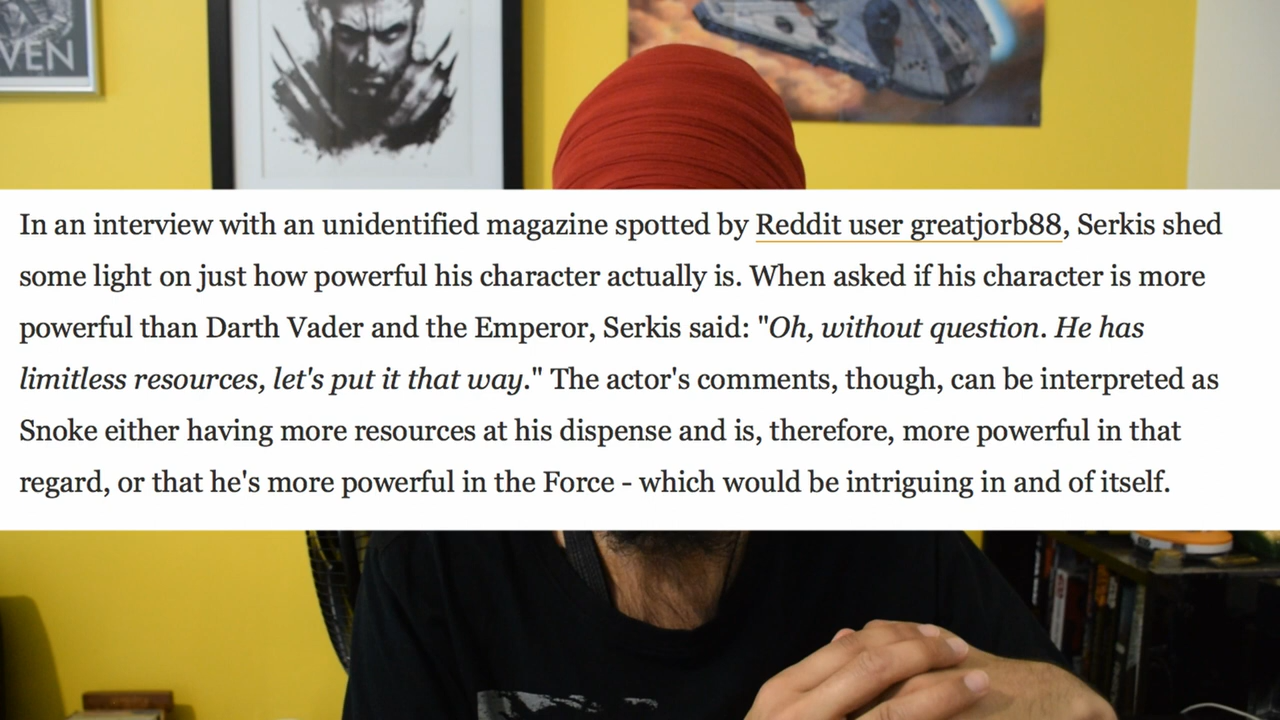 VEN
In an interview with an unidentified magazine spotted by Reddit user greatjorb88, Serkis shed
some light on just how powerful his character actually is. When asked if his character is more
powerful than Darth Vader and the Emperor, Serkis said: "Oh, without question. He has
limitless resources, let's put it that way." The actor's comments, though, can be interpreted as
Snoke either having more resources at his dispense and is, therefore, more powerful in that
regard, or that he's more powerful in the Force - which would be intriguing in and of itself.